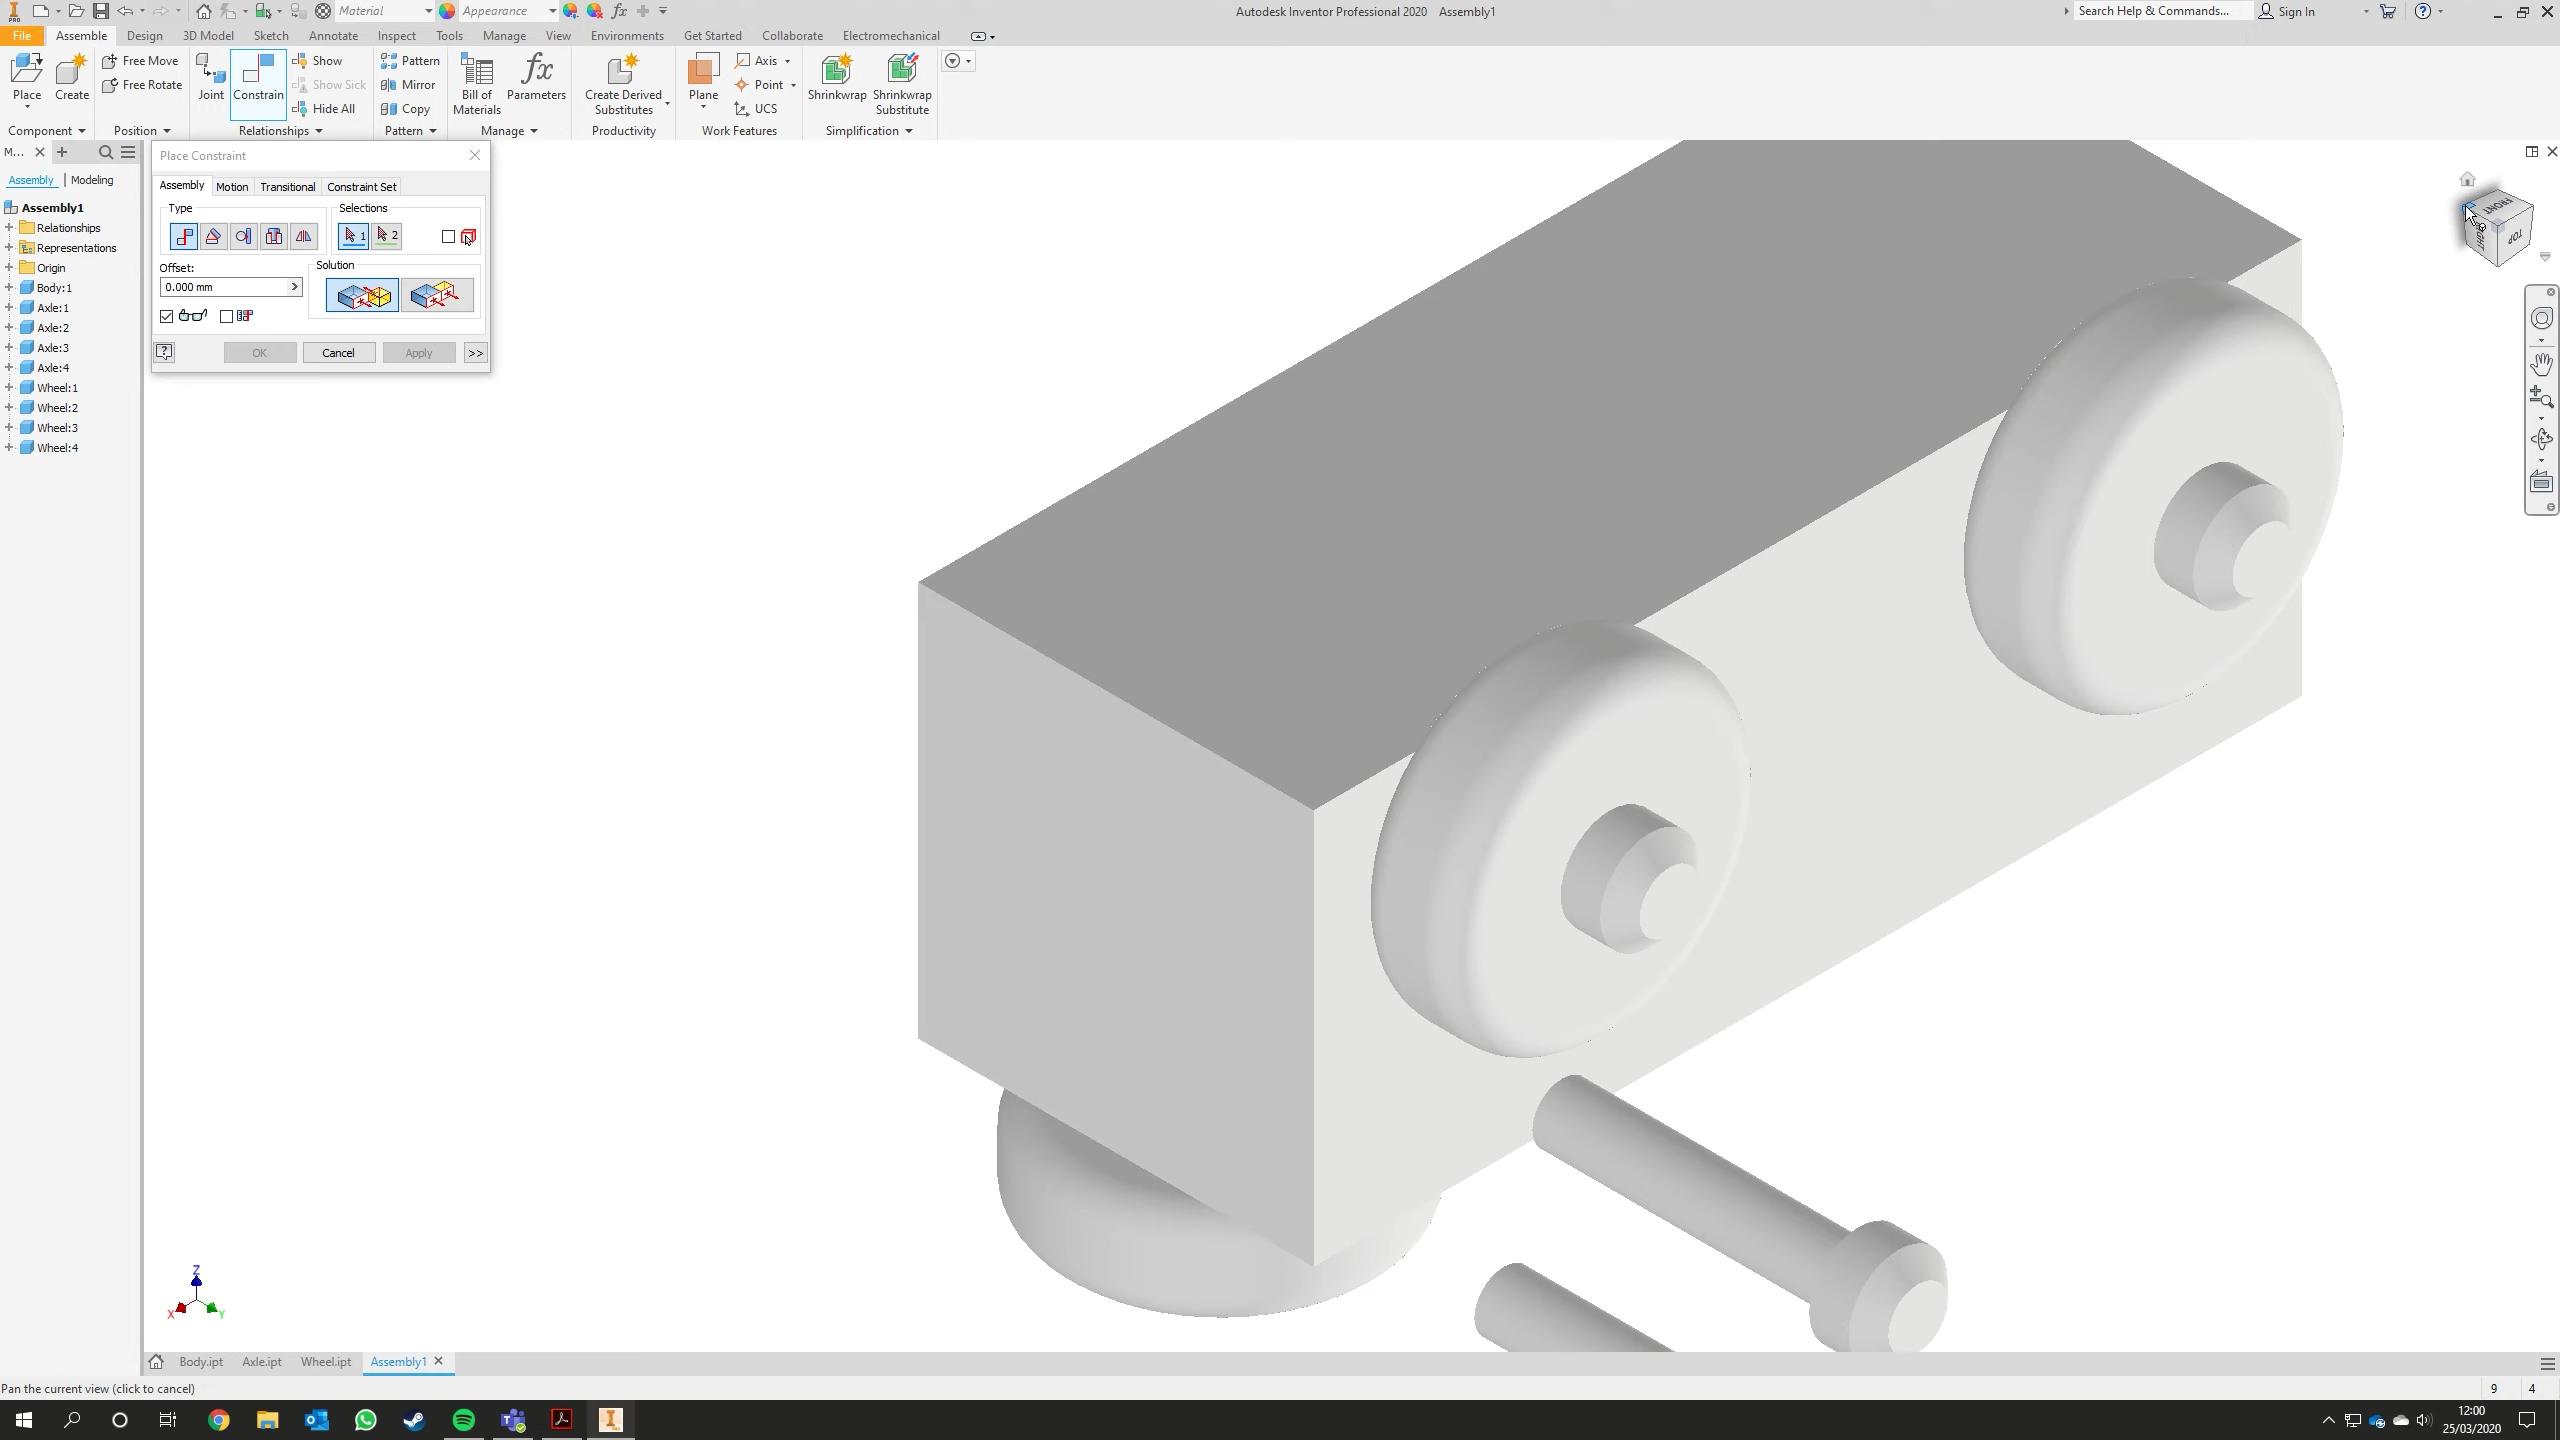 PRO Material Appearance fx Autodesk Inventor Professional 2020 Assembly1 Search Help & Commands... Sign In
File Assemble Design 3D Model Sketch Annotate Inspect Tools Manage View Environments Get Started Collaborate Electromechanical
Free Move Show Pattern Axis
Free Rotate Show Sick Mirror Point
Place Create Joint Constrain Hide All Copy Bill of Materials fx Parameters Create Derived Substitutes Plane UCS Shrinkwrap Shrinkwrap Substitute
Component Position Relationships Pattern Manage Productivity Work Features Simplification
M...
Assembly Modeling
Assembly1
Relationships
Representations
Origin
Body:1
Axle:1
Axle:2
Axle:3
Axle:4
Wheel:1
Wheel:2
Wheel:3
Wheel:4
Place Constraint
Assembly Motion Transitional Constraint Set
Type Selections
1 2
Offset: Solution
0.000 mm
OK Cancel Apply >>
FRONT
RIGHT TOP
Z
X Y
Body.ipt Axle.ipt Wheel.ipt Assembly1
Pan the current view (click to cancel) 9 4
12:00
25/03/2020